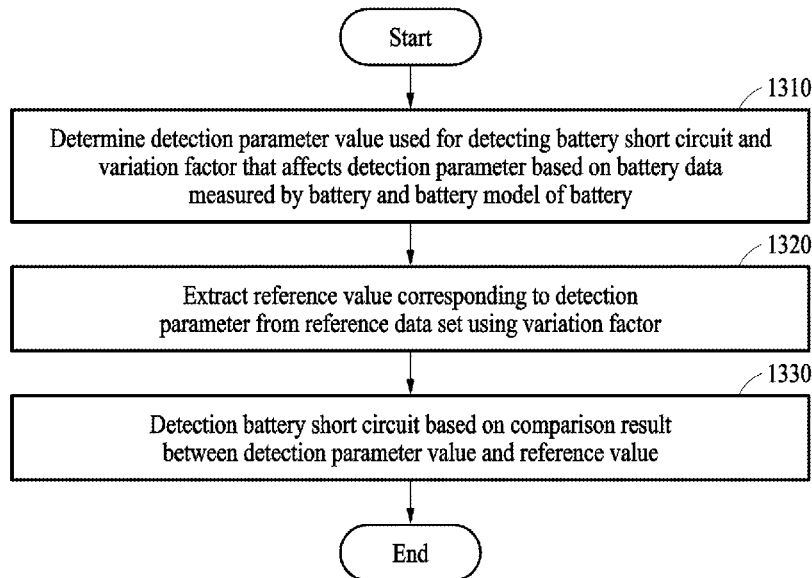 Start
1310
Determine detection parameter value used for detecting battery short circuit and
variation factor that affects detection parameter based on battery data
measured by battery and battery model of battery
1320
Extract reference value corresponding to detection
parameter from reference data set using variation factor
1330
Detection battery short circuit based on comparison result
between detection parameter value and reference value
End